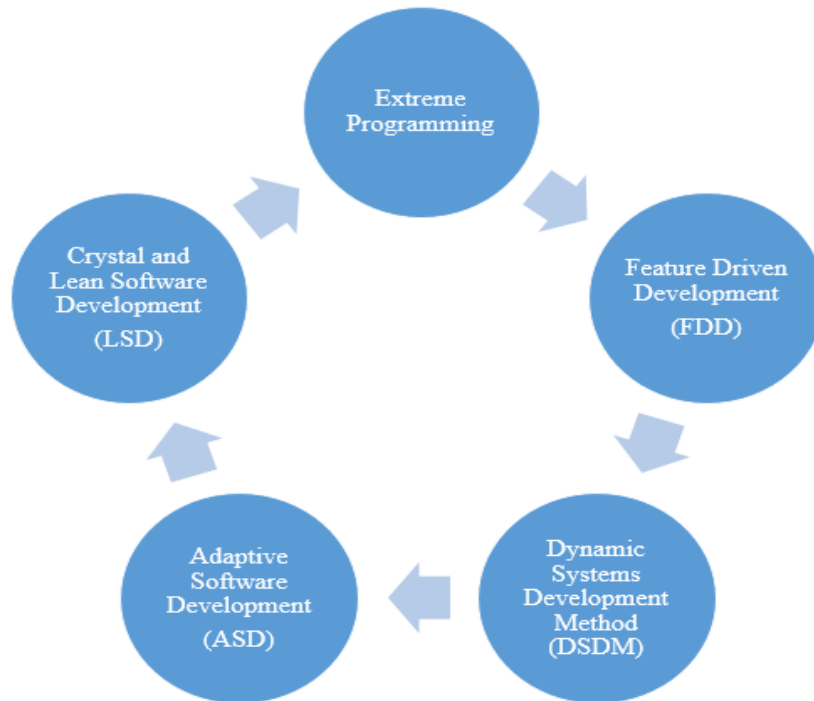 Extreme
Programming
Feature Driven
Development
(FDD)
Dynamic
Systems
Development
Method
(DSDM)
Adaptive
Software
Development
(ASD)
Crystal and
Lean Software
Development
(LSD)